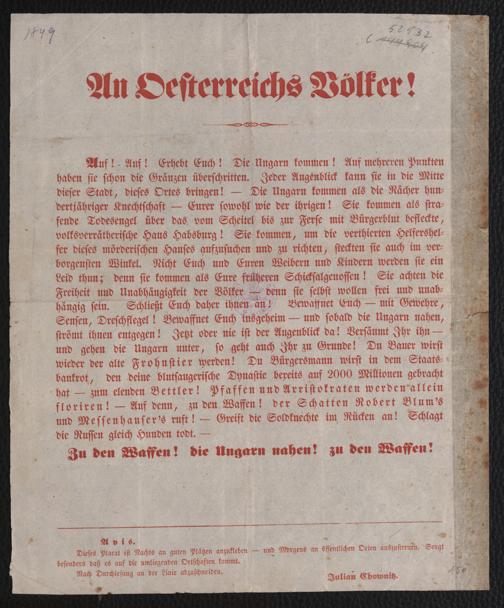 1849
52532
An Oesterreichs Völker!
Auf! Auf! Erhebt Euch! Die Ungarn kommen! Auf mehreren Punkten
haben sie schon die Gränzen überschritten. Jeder Augenblick kann sie in die Mitte
dieser Stadt, dieses Ortes bringen! — Die Ungarn kommen als die Rächer hun-
dertjähriger Knechtschaft — Eurer sowohl wie der ihrigen! Sie kommen als stra-
fende Todesengel über das vom Scheitel bis zur Ferse mit Bürgerblut befleckte,
volksverrätherische Haus Habsburg! Sie kommen, um die verthierten Helfershel-
fer dieses mörderischen Hauses aufzusuchen und zu richten, steckten sie auch im ver-
borgensten Winkel. Nicht Euch und Euren Weibern und Kindern werden sie ein
Leid thun; denn sie kommen als Eure früheren Schicksalgenossen! Sie achten die
Freiheit und Unabhängigkeit der Völker — denn sie selbst wollen frei und unab-
hängig sein. Schließt Euch daher ihnen an! Bewaffnet Euch — mit Gewehre,
Sensen, Dreschflegel! Bewaffnet Euch insgeheim — und sobald die Ungarn nahen,
strömt ihnen entgegen! Jetzt oder nie ist der Augenblick da! Versäumt Ihr ihn —
und gehen die Ungarn unter, so geht auch Ihr zu Grunde! Du Bauer wirst
wieder der alte Frohnstier werden! Du Bürgersmann wirst in dem Staats-
bankrot, den deine blutsaugerische Dynastie bereits auf 2000 Millionen gebracht
hat — zum elenden Bettler! Pfaffen und Arristokraten werden allein
floriren! — Auf denn, zu den Waffen! der Schatten Robert Blum's
und Messenhauser's ruft! — Greift die Soldknechte im Rücken an! Schlagt
die Russen gleich Hunden todt. —
Zu den Waffen! die Ungarn nahen! zu den Waffen!
Avis.
Dieses Placat ist Nachts an guten Plätzen anzukleben — und Morgens an öffentlichen Orten auszustreuen. Sorgt
besonders daß es auf die umliegenden Ortschaften kommt.
Nach Durchlesung an der Linie abzuschneiden.
Julian Chownitz.